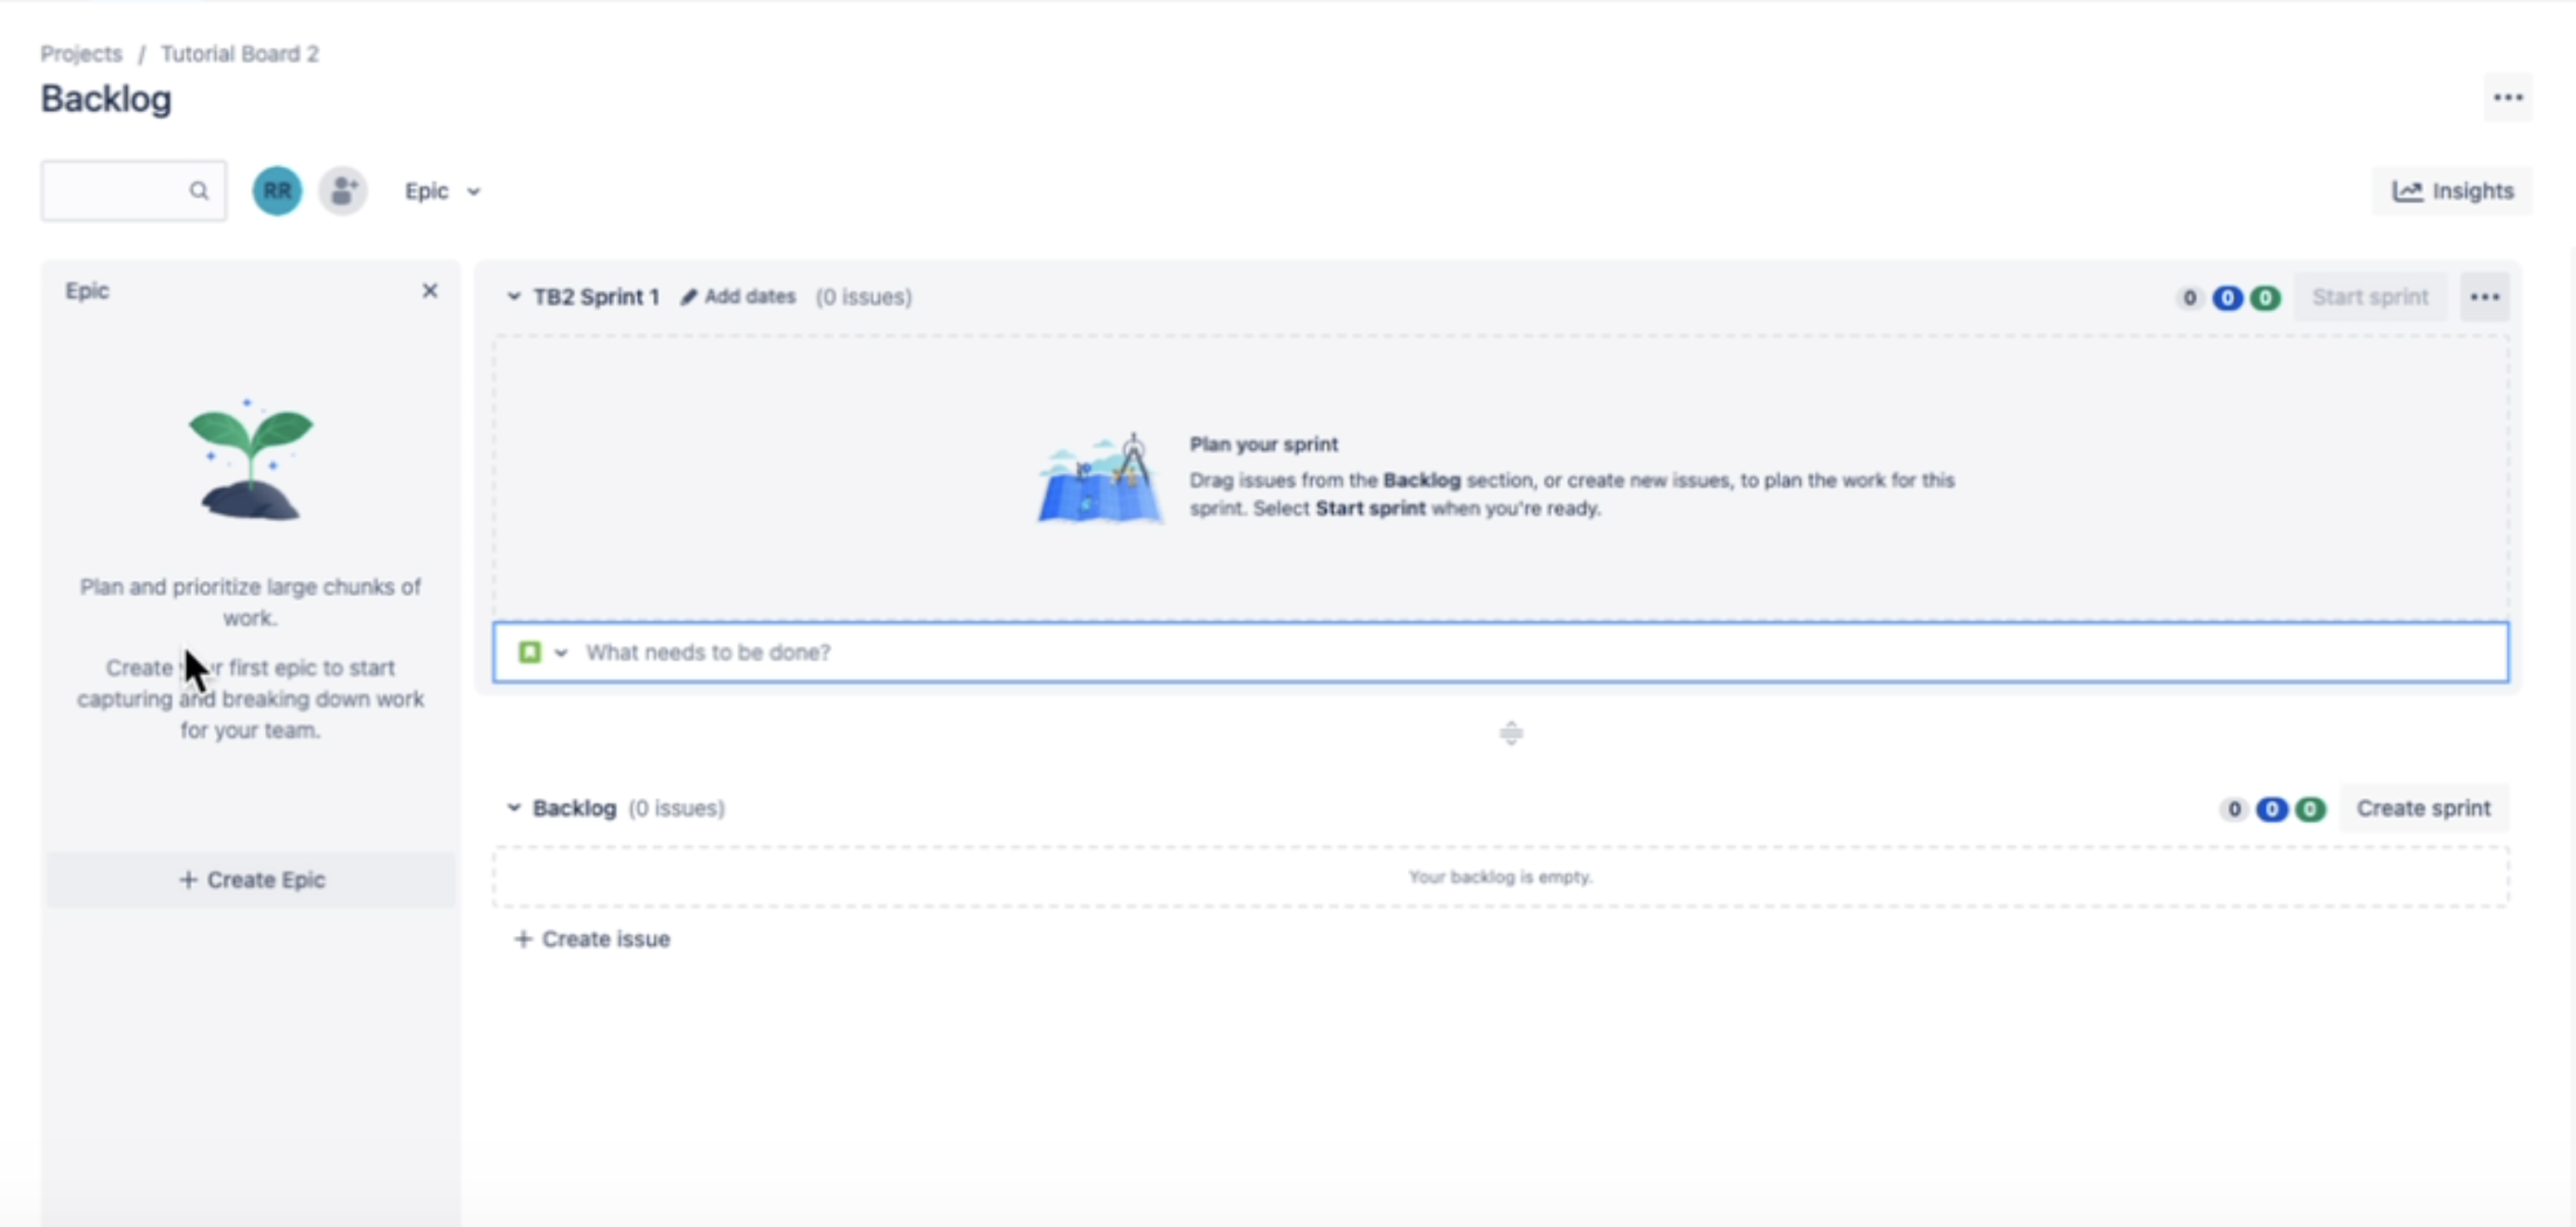 Projects / Tutorial Board 2
Backlog
RR
Epic
Insights
Epic
Plan and prioritize large chunks of
work.
Create first epic to start
capturing and breaking down work
for your team.
+ Create Epic
TB2 Sprint 1 Add dates (0 issues)
0 0 0 Start sprint
Plan your sprint
Drag issues from the Backlog section, or create new issues, to plan the work for this
sprint. Select Start sprint when you're ready.
What needs to be done?
Backlog (0 issues)
0 0 0 Create sprint
Your backlog is empty.
+ Create issue